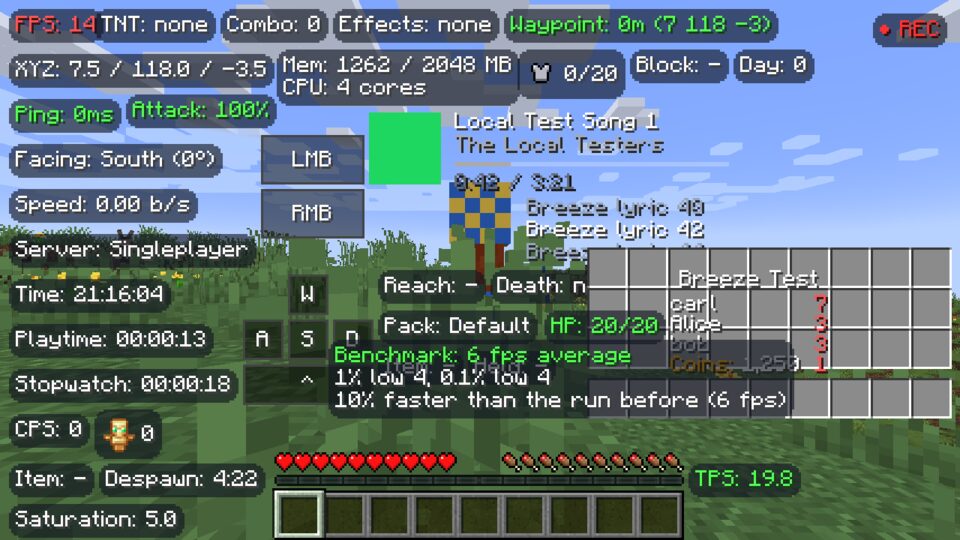 FPS: 14
TNT: none
Combo: 0
Effects: none
Waypoint: 0m (7 118 -3)
REC
XYZ: 7.5 / 118.0 / -3.5
Mem: 1262 / 2048 MB
CPU: 4 cores
0/20
Block: -
Day: 0
Ping: 0ms
Attack: 100%
Local Test Song 1
The Local Testers
0:42 / 3:21
Facing: South (0°)
LMB
Speed: 0.00 b/s
RMB
Breeze lyric 42
Server: Singleplayer
Breeze Test
Time: 21:16:04
W
Reach: -
Death:
carl 7
Alice 3
bob 3
Coins: 1,250 1
Playtime: 00:00:13
A
S
D
Pack: Default
HP: 20/20
Benchmark: 6 fps average
1% low 4, 0.1% low 4
10% faster than the run before (6 fps)
Stopwatch: 00:00:18
^
CPS: 0
0
Item: -
Despawn: 4:22
TPS: 19.8
Saturation: 5.0